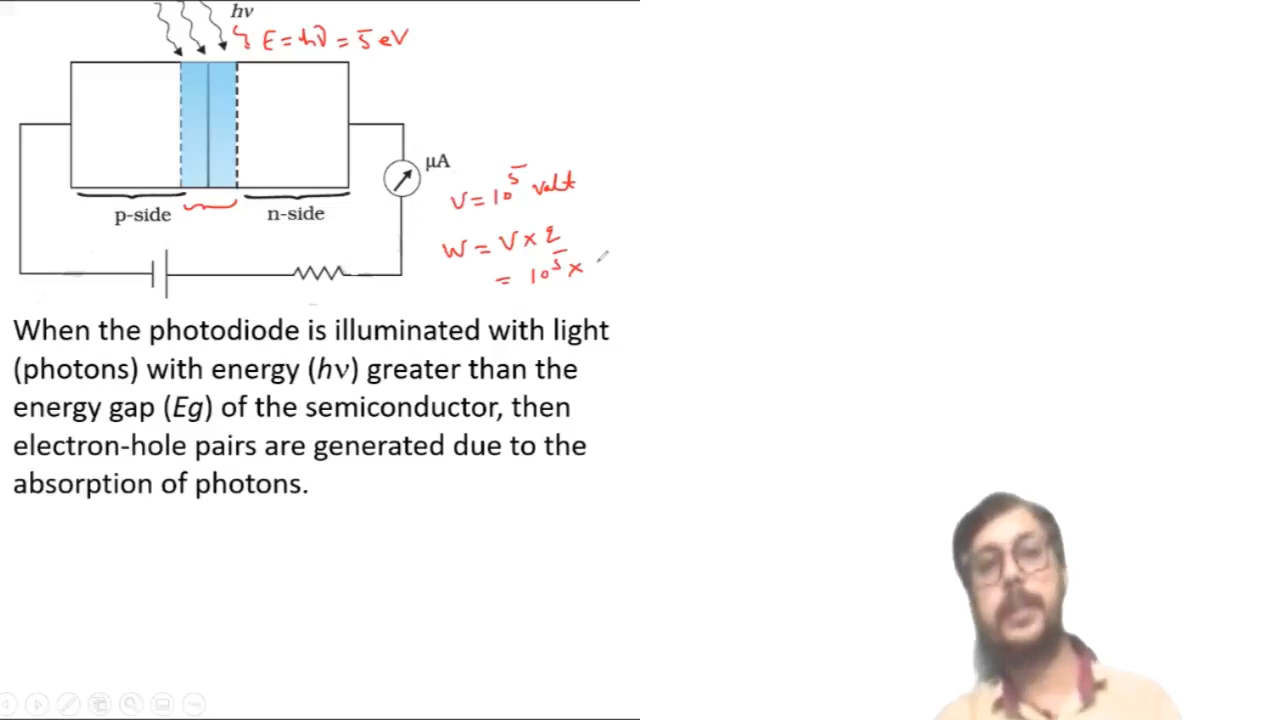 hν
E = hν = 5 eV
μA
V = 10⁵ volt
p-side
n-side
W = V × q
= 10⁵ ×
When the photodiode is illuminated with light
(photons) with energy (hν) greater than the
energy gap (Eg) of the semiconductor, then
electron-hole pairs are generated due to the
absorption of photons.